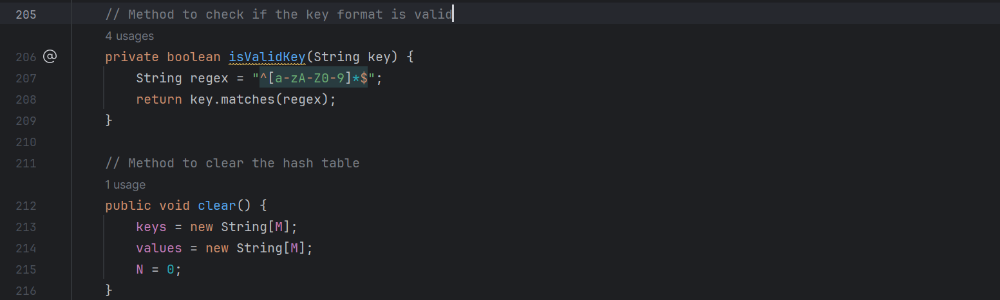 205 // Method to check if the key format is valid
4 usages
206 @ private boolean isValidKey(String key) {
207 String regex = "^[a-zA-Z0-9]*$";
208 return key.matches(regex);
209 }
210
211 // Method to clear the hash table
1 usage
212 public void clear() {
213 keys = new String[M];
214 values = new String[M];
215 N = 0;
216 }